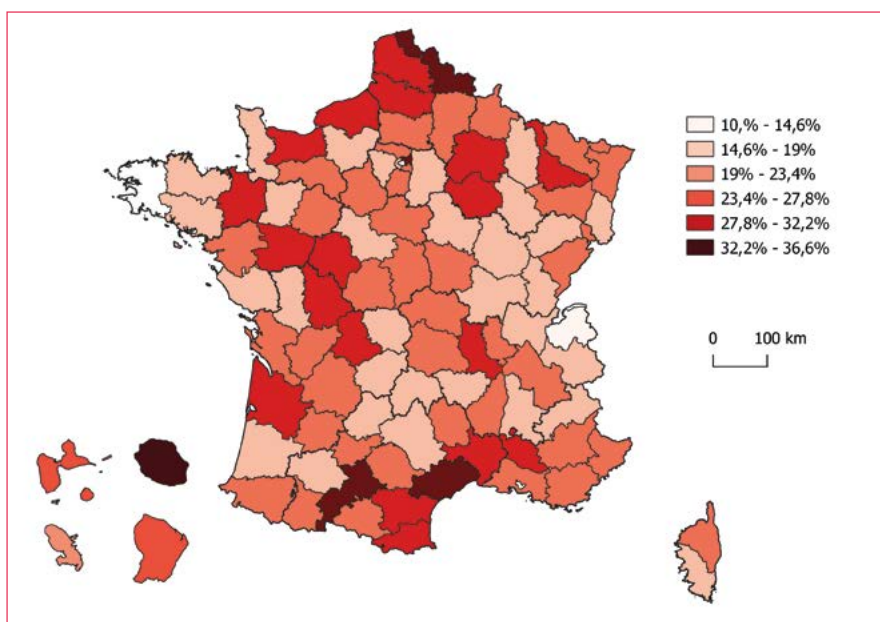 10,% - 14,6%
14,6% - 19%
19% - 23,4%
23,4% - 27,8%
27,8% - 32,2%
32,2% - 36,6%
0 100 km